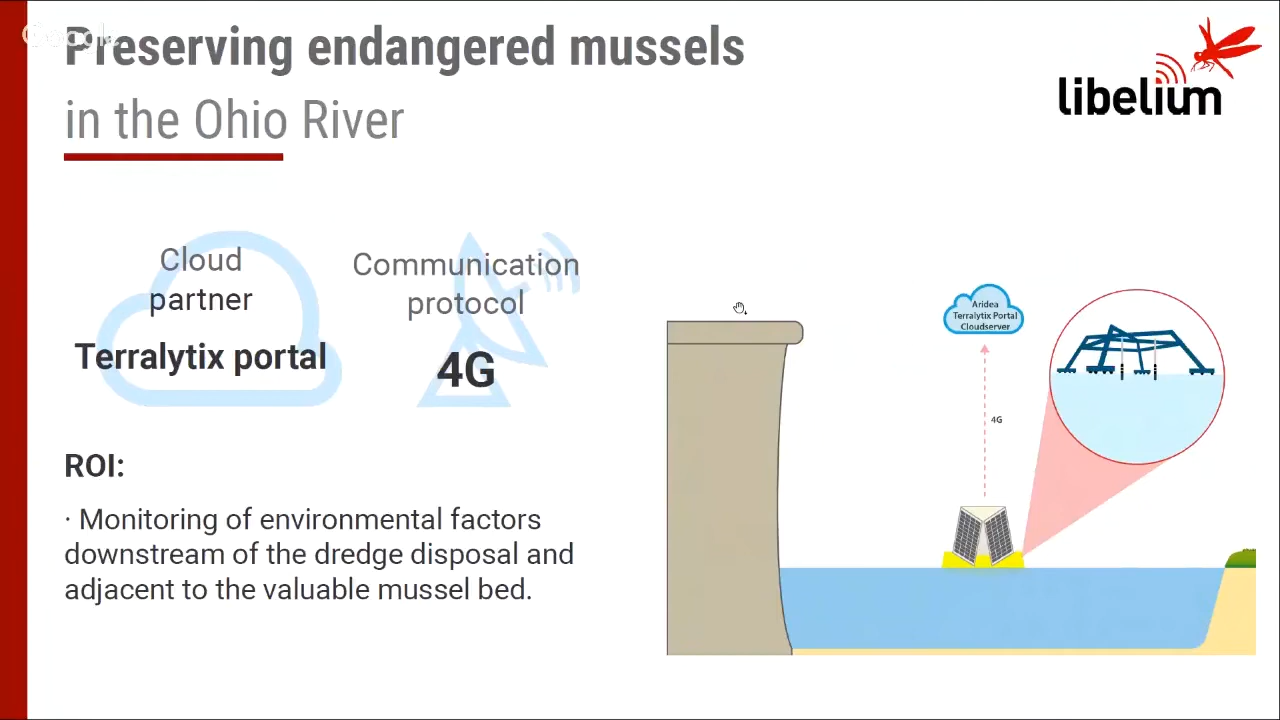 Google
Preserving endangered mussels
in the Ohio River
libelium
Cloud
partner
Terralytix portal
Communication
protocol
4G
ROI:
· Monitoring of environmental factors
downstream of the dredge disposal and
adjacent to the valuable mussel bed.
Aridea
Terralytix Portal
Cloudserver
4G